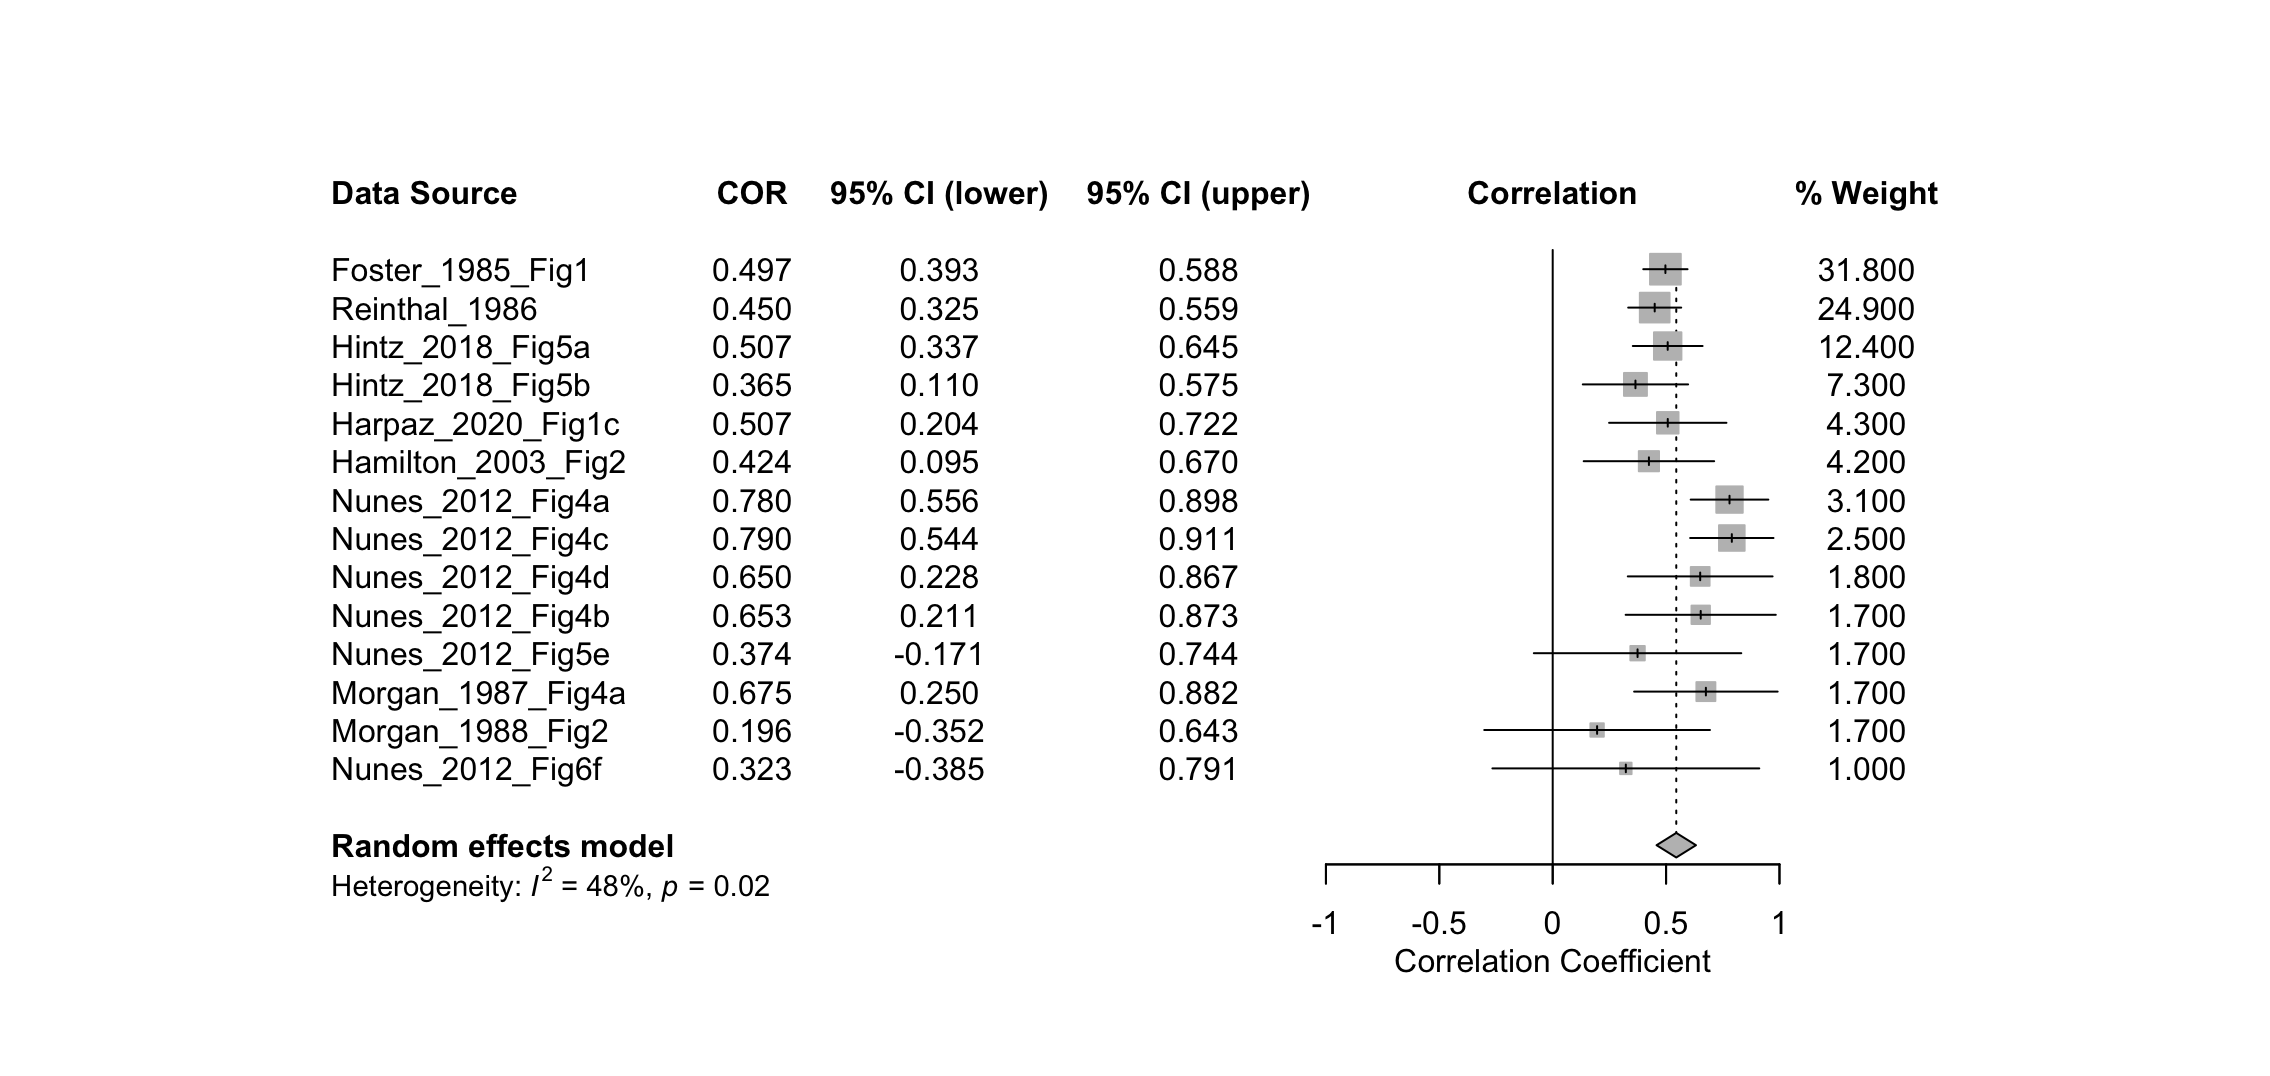 Data Source COR 95% CI (lower) 95% CI (upper) Correlation % Weight
Foster_1985_Fig1 0.497 0.393 0.588 31.800
Reinthal_1986 0.450 0.325 0.559 24.900
Hintz_2018_Fig5a 0.507 0.337 0.645 12.400
Hintz_2018_Fig5b 0.365 0.110 0.575 7.300
Harpaz_2020_Fig1c 0.507 0.204 0.722 4.300
Hamilton_2003_Fig2 0.424 0.095 0.670 4.200
Nunes_2012_Fig4a 0.780 0.556 0.898 3.100
Nunes_2012_Fig4c 0.790 0.544 0.911 2.500
Nunes_2012_Fig4d 0.650 0.228 0.867 1.800
Nunes_2012_Fig4b 0.653 0.211 0.873 1.700
Nunes_2012_Fig5e 0.374 -0.171 0.744 1.700
Morgan_1987_Fig4a 0.675 0.250 0.882 1.700
Morgan_1988_Fig2 0.196 -0.352 0.643 1.700
Nunes_2012_Fig6f 0.323 -0.385 0.791 1.000
Random effects model
Heterogeneity: I² = 48%, p = 0.02
-1 -0.5 0 0.5 1
Correlation Coefficient